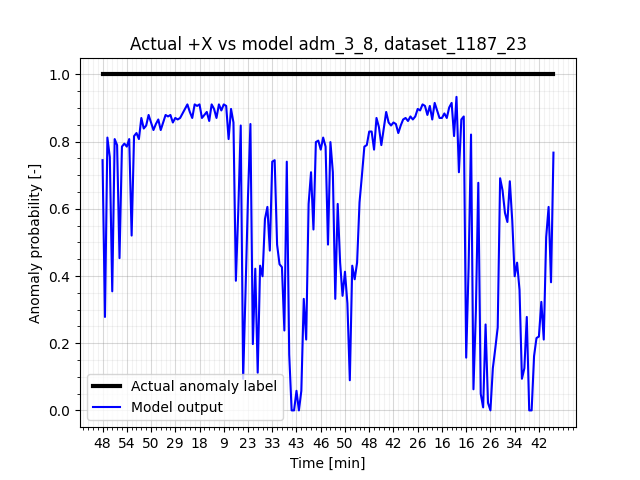 Actual +X vs model adm_3_8, dataset_1187_23
Anomaly probability [-]
1.0
0.8
0.6
0.4
0.2
0.0
Actual anomaly label
Model output
48 54 50 29 18 9 23 33 43 46 50 48 42 26 16 16 26 34 42
Time [min]